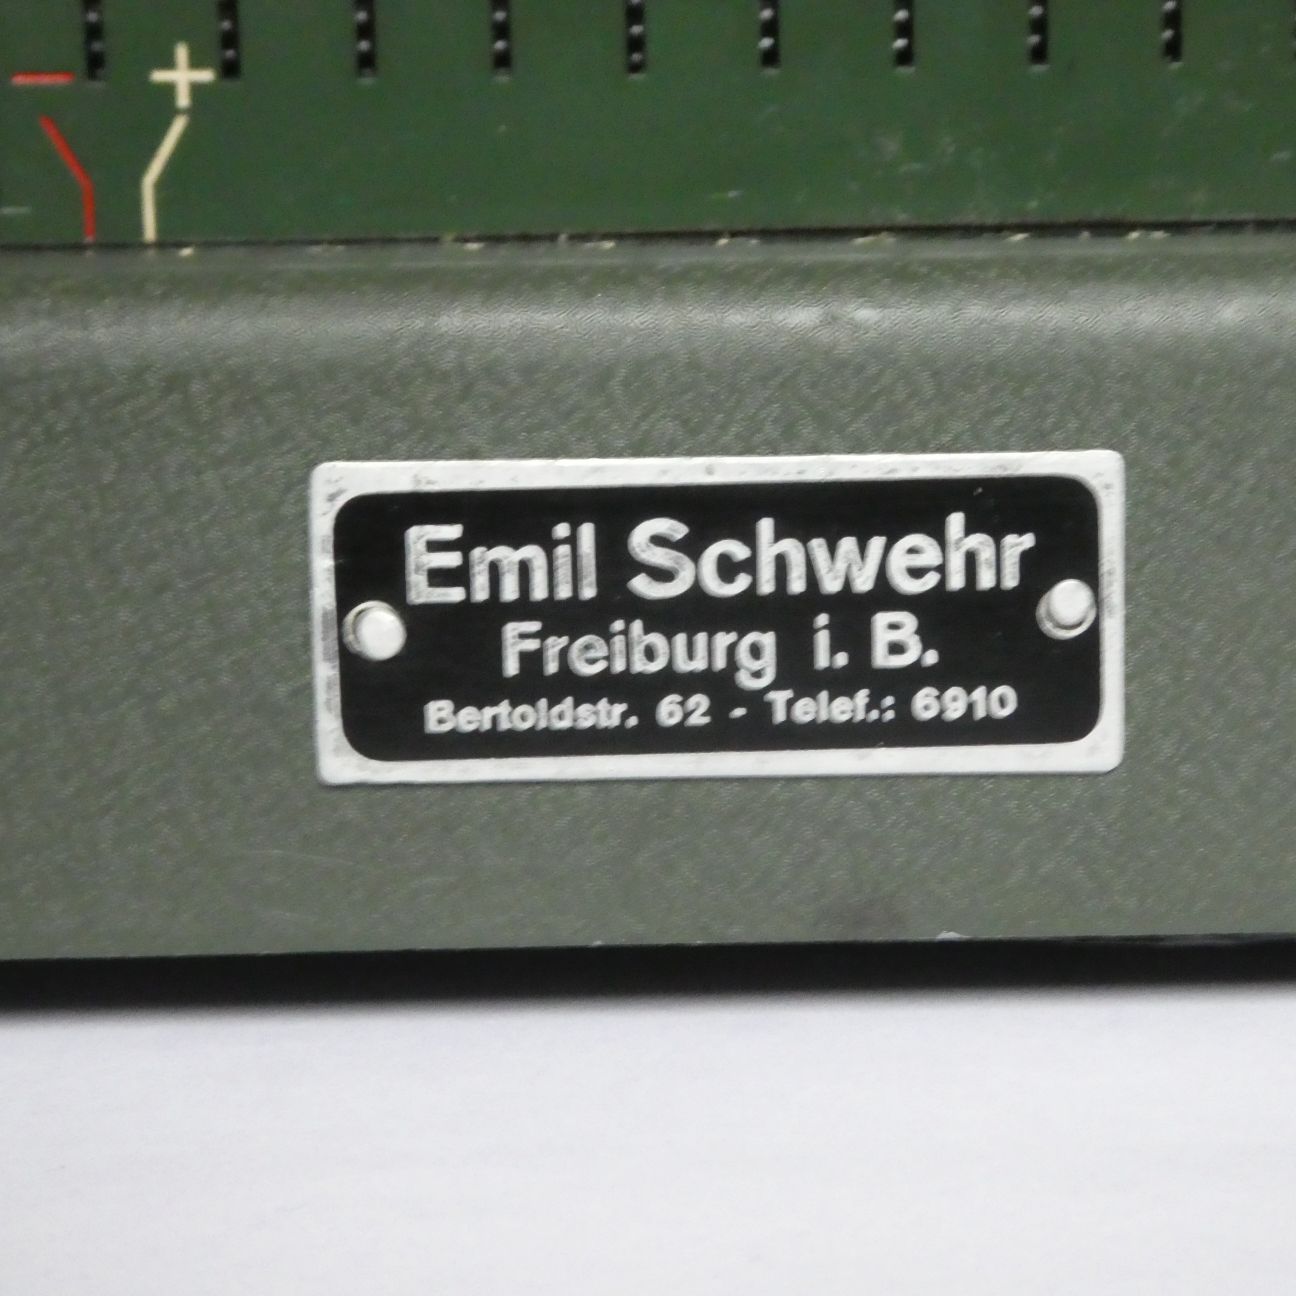 - +
Emil Schwehr
Freiburg i. B.
Bertoldstr. 62 - Telef.: 6910